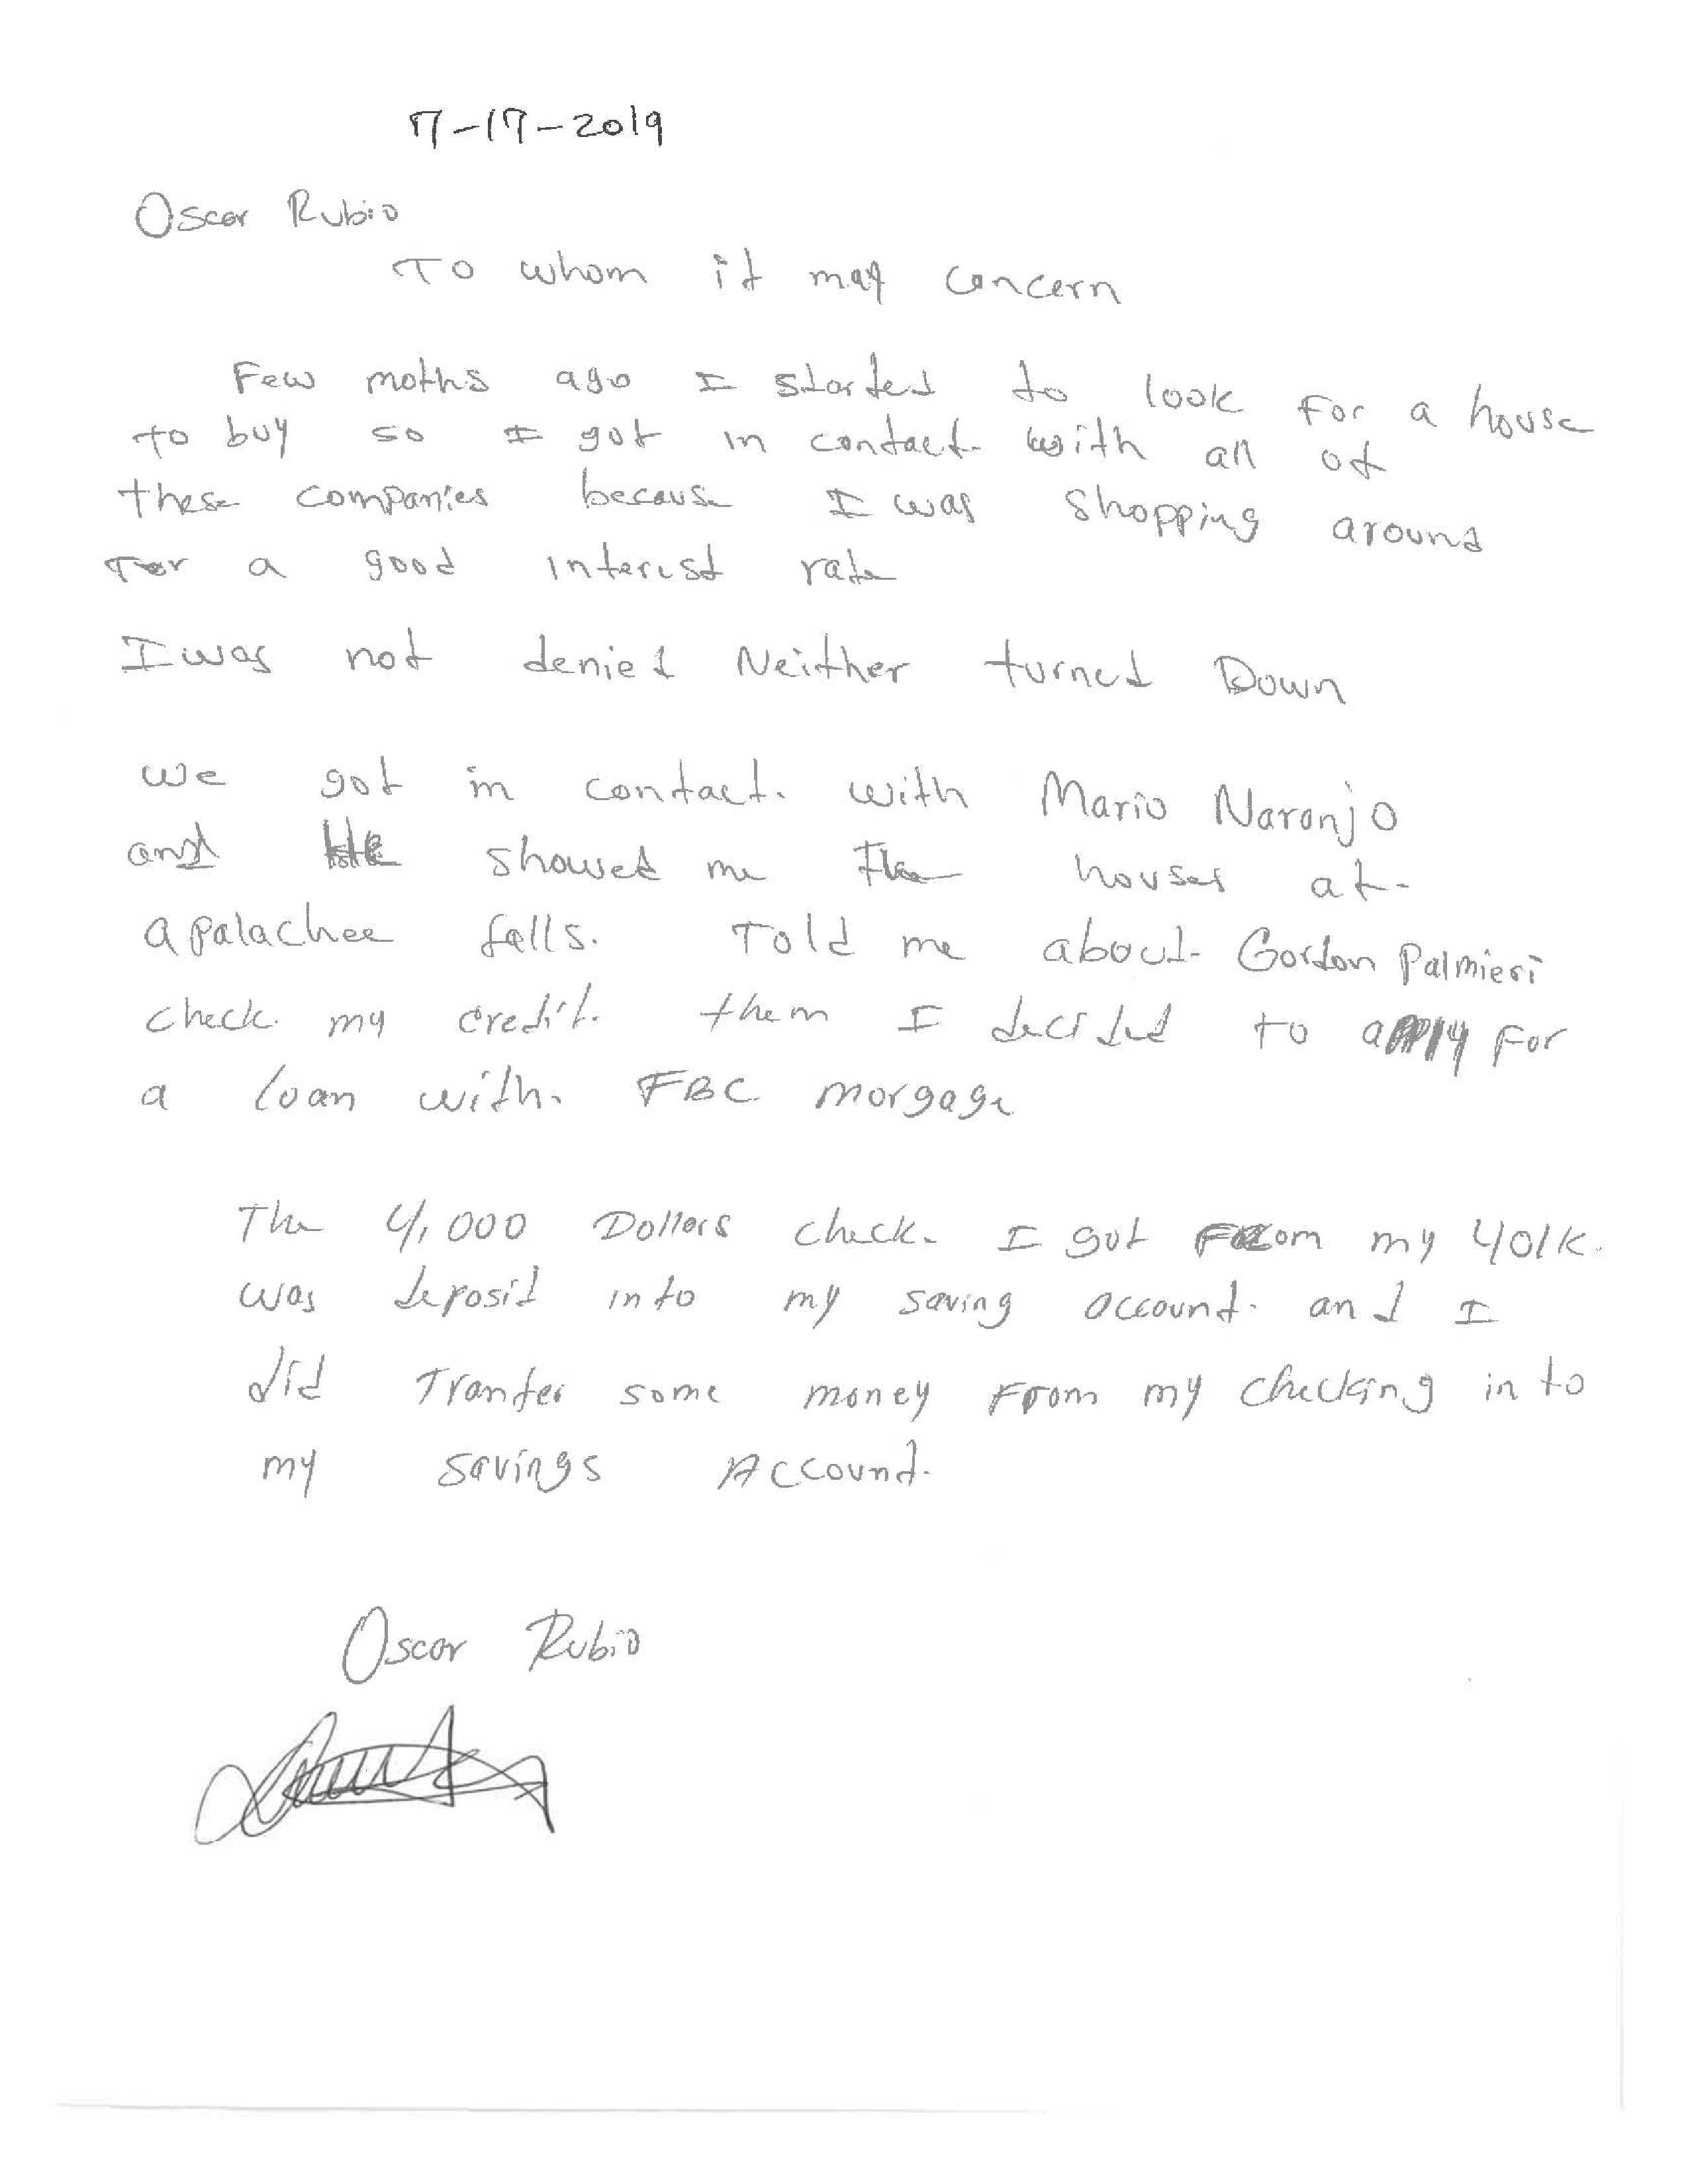 7-17-2019
Oscar Rubio
To whom it may concern
Few moths ago I started to look For a house
to buy so I got in contact with all of
these companies because I was shopping around
For a good interest rate
I was not denied Neither turned Down
we got in contact. with Mario Naranjo
and He showed me The houses at
apalachee falls. Told me about Gordon Palmieri
check my credit. them I decided to apply For
a loan with. FBC morgage
The 4,000 Dollars check. I got From my 401K.
was deposit into my saving account. and I
did Tranfer some money From my checking in to
my savings Account.
Oscar Rubio